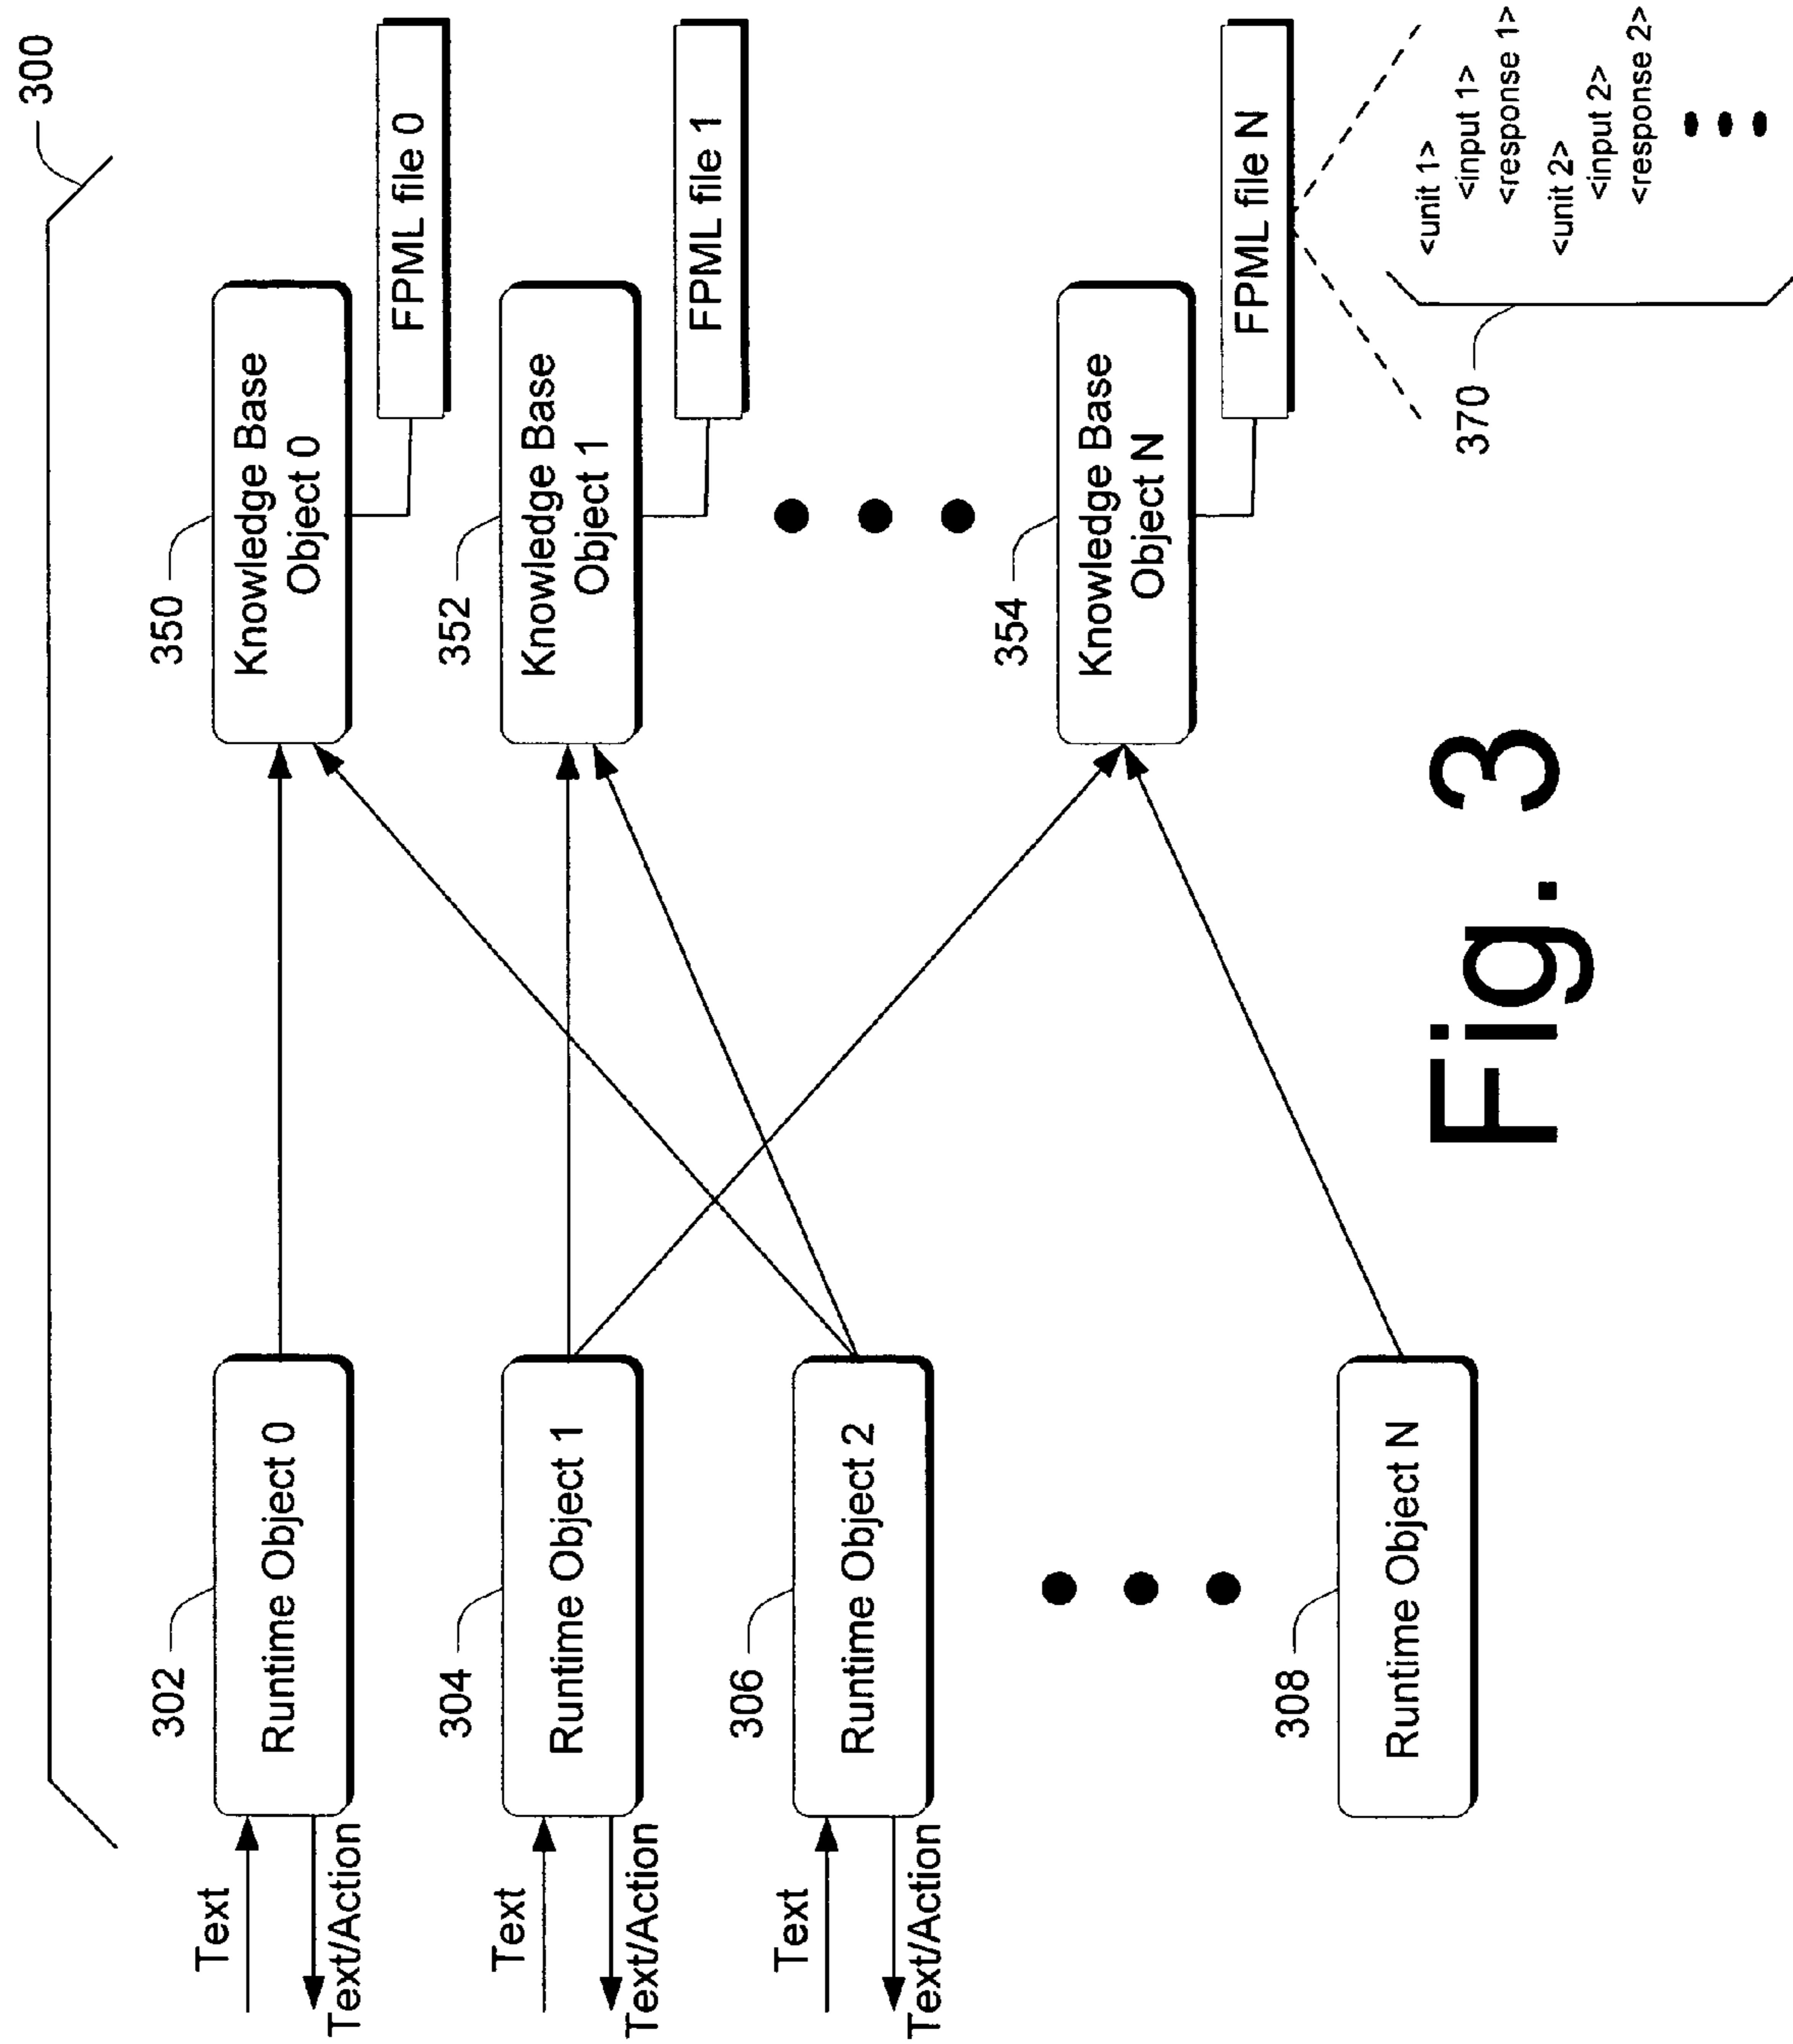 300
302
Text
Text/Action
Runtime Object 0
350
Knowledge Base
Object 0
FPML file 0
304
Text
Text/Action
Runtime Object 1
352
Knowledge Base
Object 1
FPML file 1
306
Text
Text/Action
Runtime Object 2
354
Knowledge Base
Object N
FPML file N
308
Runtime Object N
370
<unit 1>
<input 1>
<response 1>
<unit 2>
<input 2>
<response 2>
Fig. 3